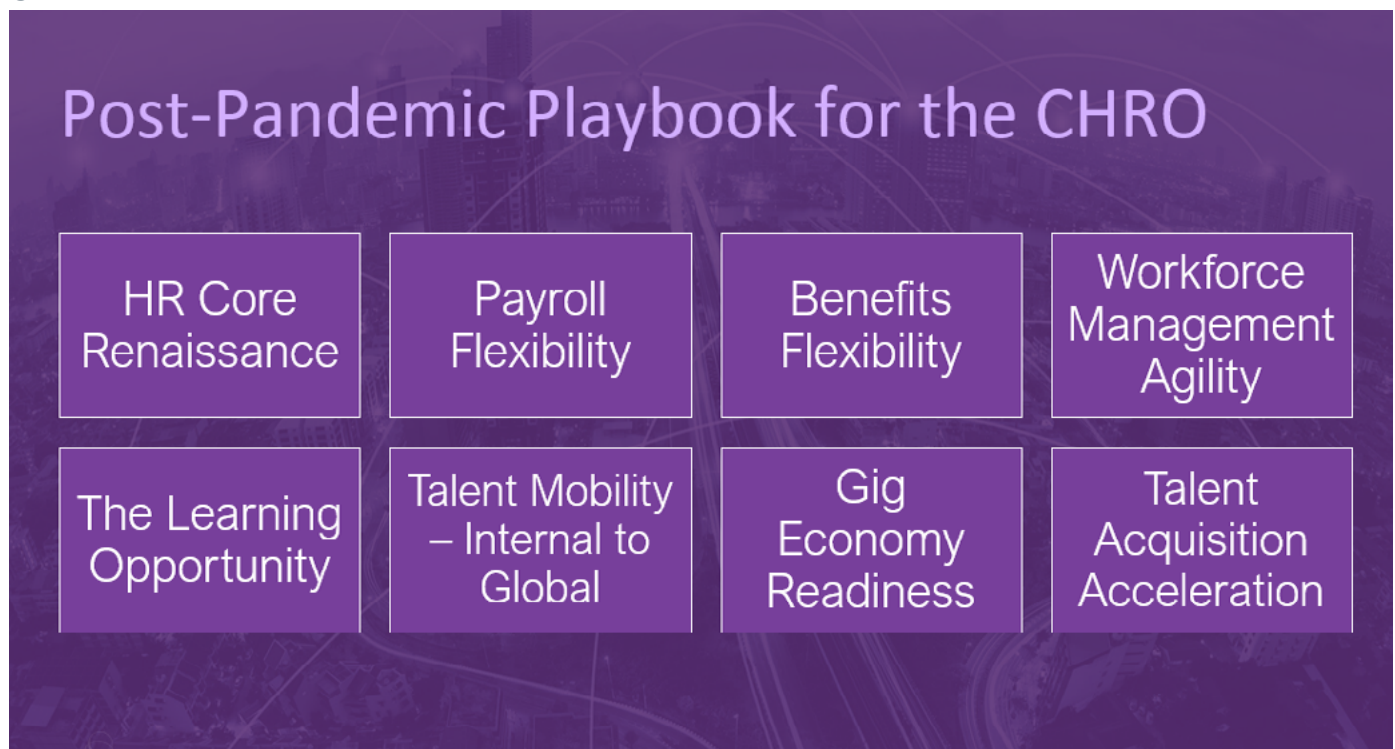 Post-Pandemic Playbook for the CHRO
HR Core
Renaissance
Payroll
Flexibility
Benefits
Flexibility
Workforce
Management
Agility
The Learning
Opportunity
Talent Mobility
– Internal to
Global
Gig
Economy
Readiness
Talent
Acquisition
Acceleration